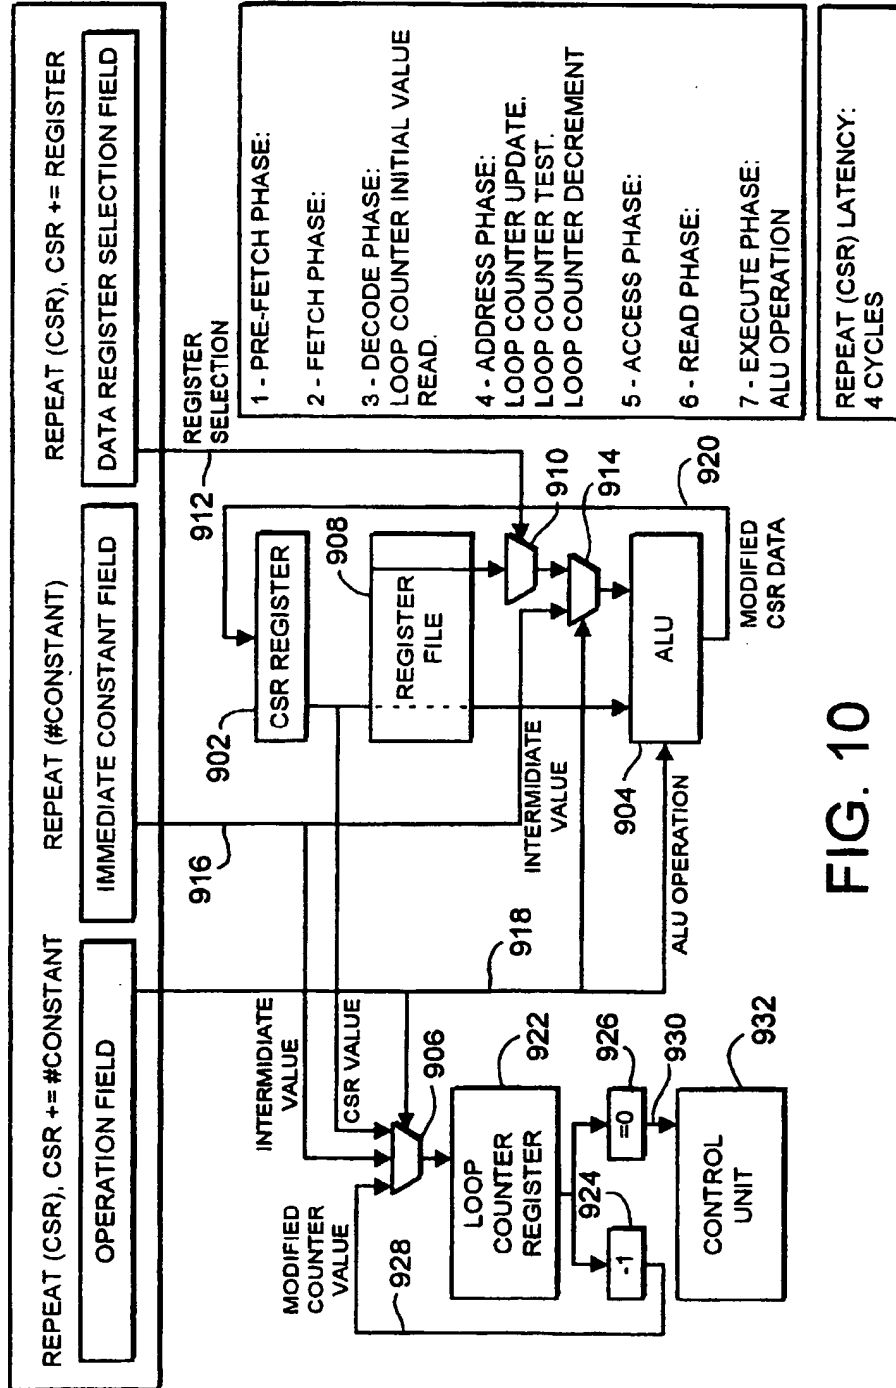 REPEAT (CSR), CSR += #CONSTANT
REPEAT (#CONSTANT)
REPEAT (CSR), CSR += REGISTER
OPERATION FIELD
IMMEDIATE CONSTANT FIELD
DATA REGISTER SELECTION FIELD
INTERMIDIATE
VALUE
CSR VALUE
916
902
CSR REGISTER
912
REGISTER
SELECTION
MODIFIED
COUNTER
VALUE
928
906
918
908
REGISTER
FILE
910
914
LOOP
COUNTER
REGISTER
922
INTERMIDIATE
VALUE
904
ALU
920
MODIFIED
CSR DATA
ALU OPERATION
924
-1
=0
926
930
CONTROL
UNIT
932
1 - PRE-FETCH PHASE:
2 - FETCH PHASE:
3 - DECODE PHASE:
LOOP COUNTER INITIAL VALUE
READ.
4 - ADDRESS PHASE:
LOOP COUNTER UPDATE.
LOOP COUNTER TEST.
LOOP COUNTER DECREMENT
5 - ACCESS PHASE:
6 - READ PHASE:
7 - EXECUTE PHASE:
ALU OPERATION
REPEAT (CSR) LATENCY:
4 CYCLES
FIG. 10